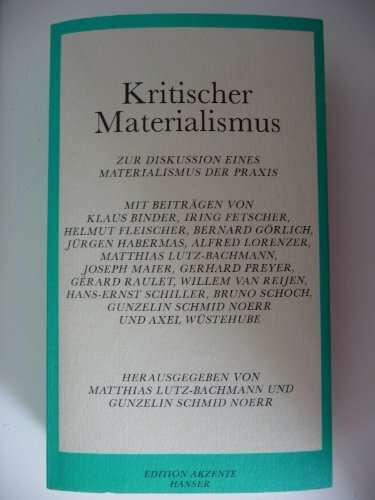 Kritischer
Materialismus
ZUR DISKUSSION EINES
MATERIALISMUS DER PRAXIS
MIT BEITRÄGEN VON
KLAUS BINDER, IRING FETSCHER,
HELMUT FLEISCHER, BERNARD GÖRLICH,
JÜRGEN HABERMAS, ALFRED LORENZER,
MATTHIAS LUTZ-BACHMANN,
JOSEPH MAIER, GERHARD PREYER,
GÉRARD RAULET, WILLEM VAN REIJEN,
HANS-ERNST SCHILLER, BRUNO SCHOCH,
GUNZELIN SCHMID NOERR
UND AXEL WÜSTEHUBE
HERAUSGEGEBEN VON
MATTHIAS LUTZ-BACHMANN UND
GUNZELIN SCHMID NOERR
EDITION AKZENTE
HANSER